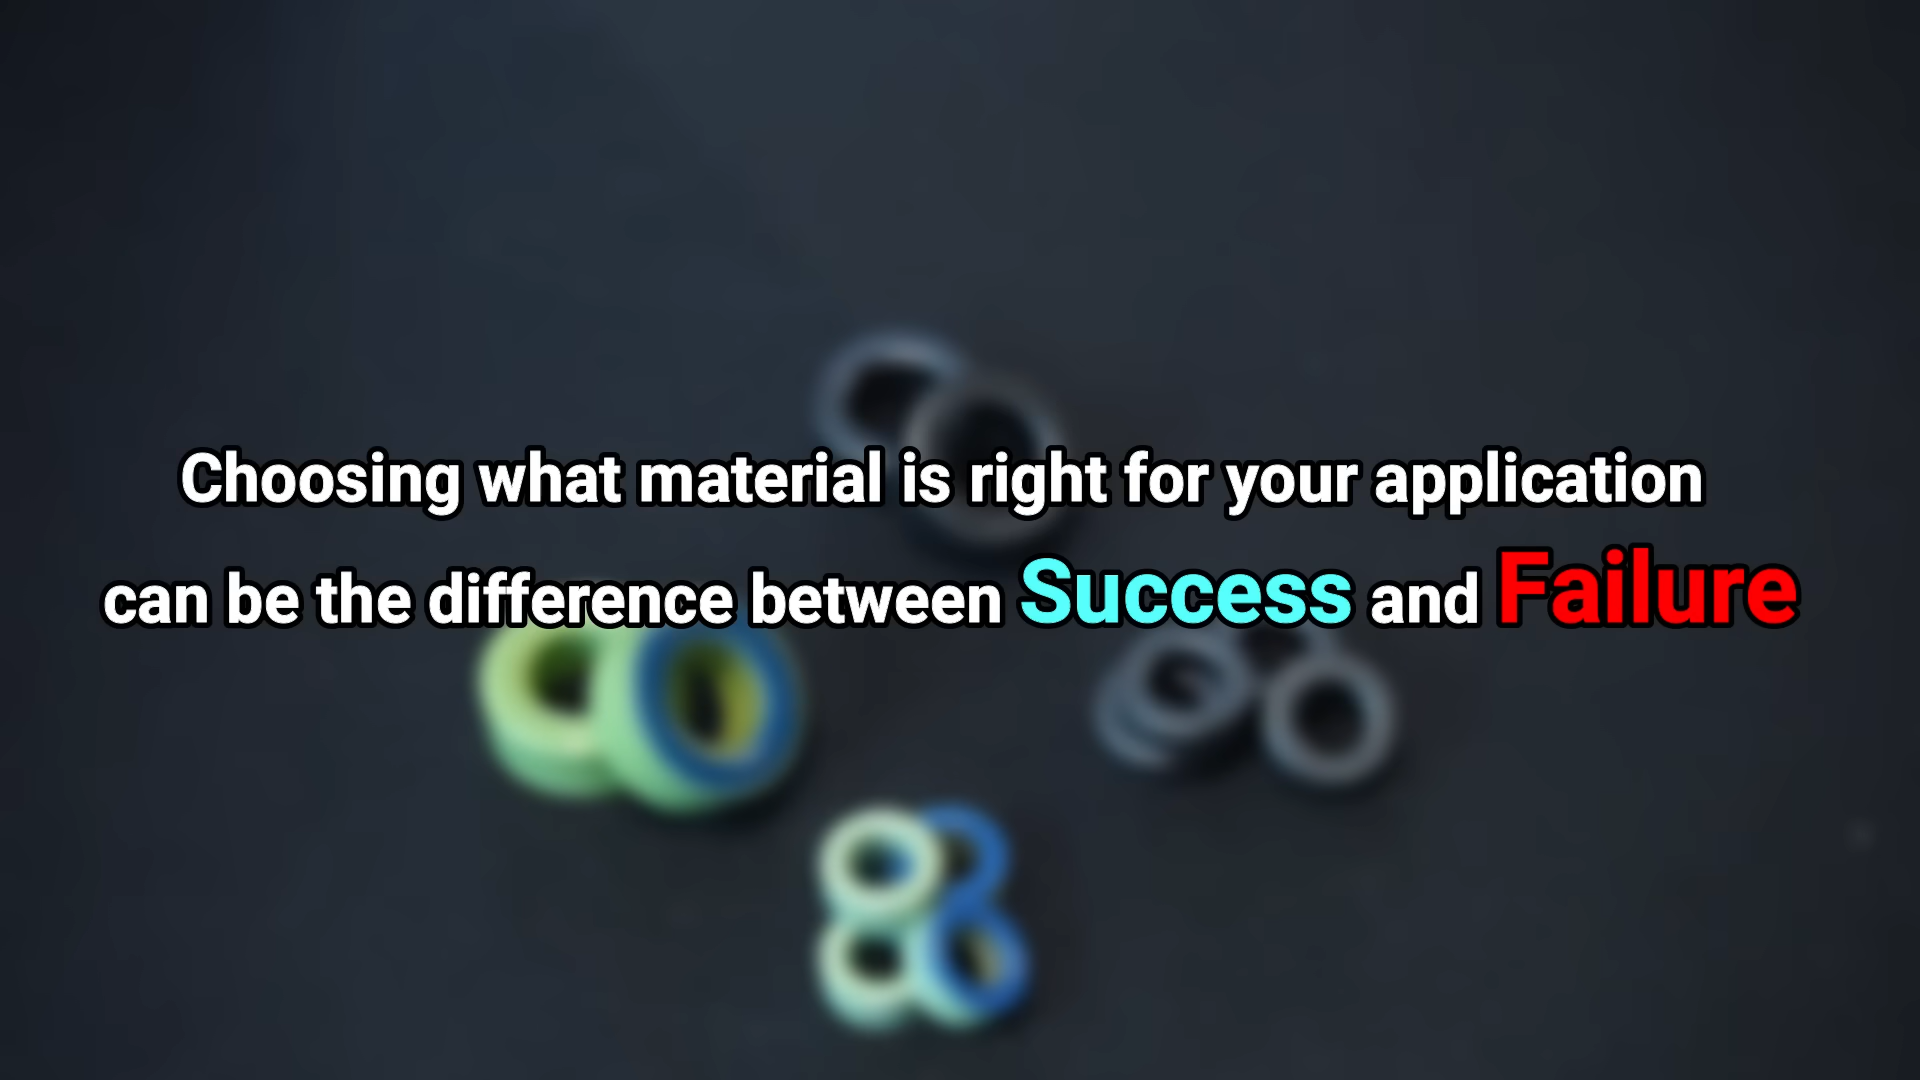 Choosing what material is right for your application
can be the difference between Success and Failure